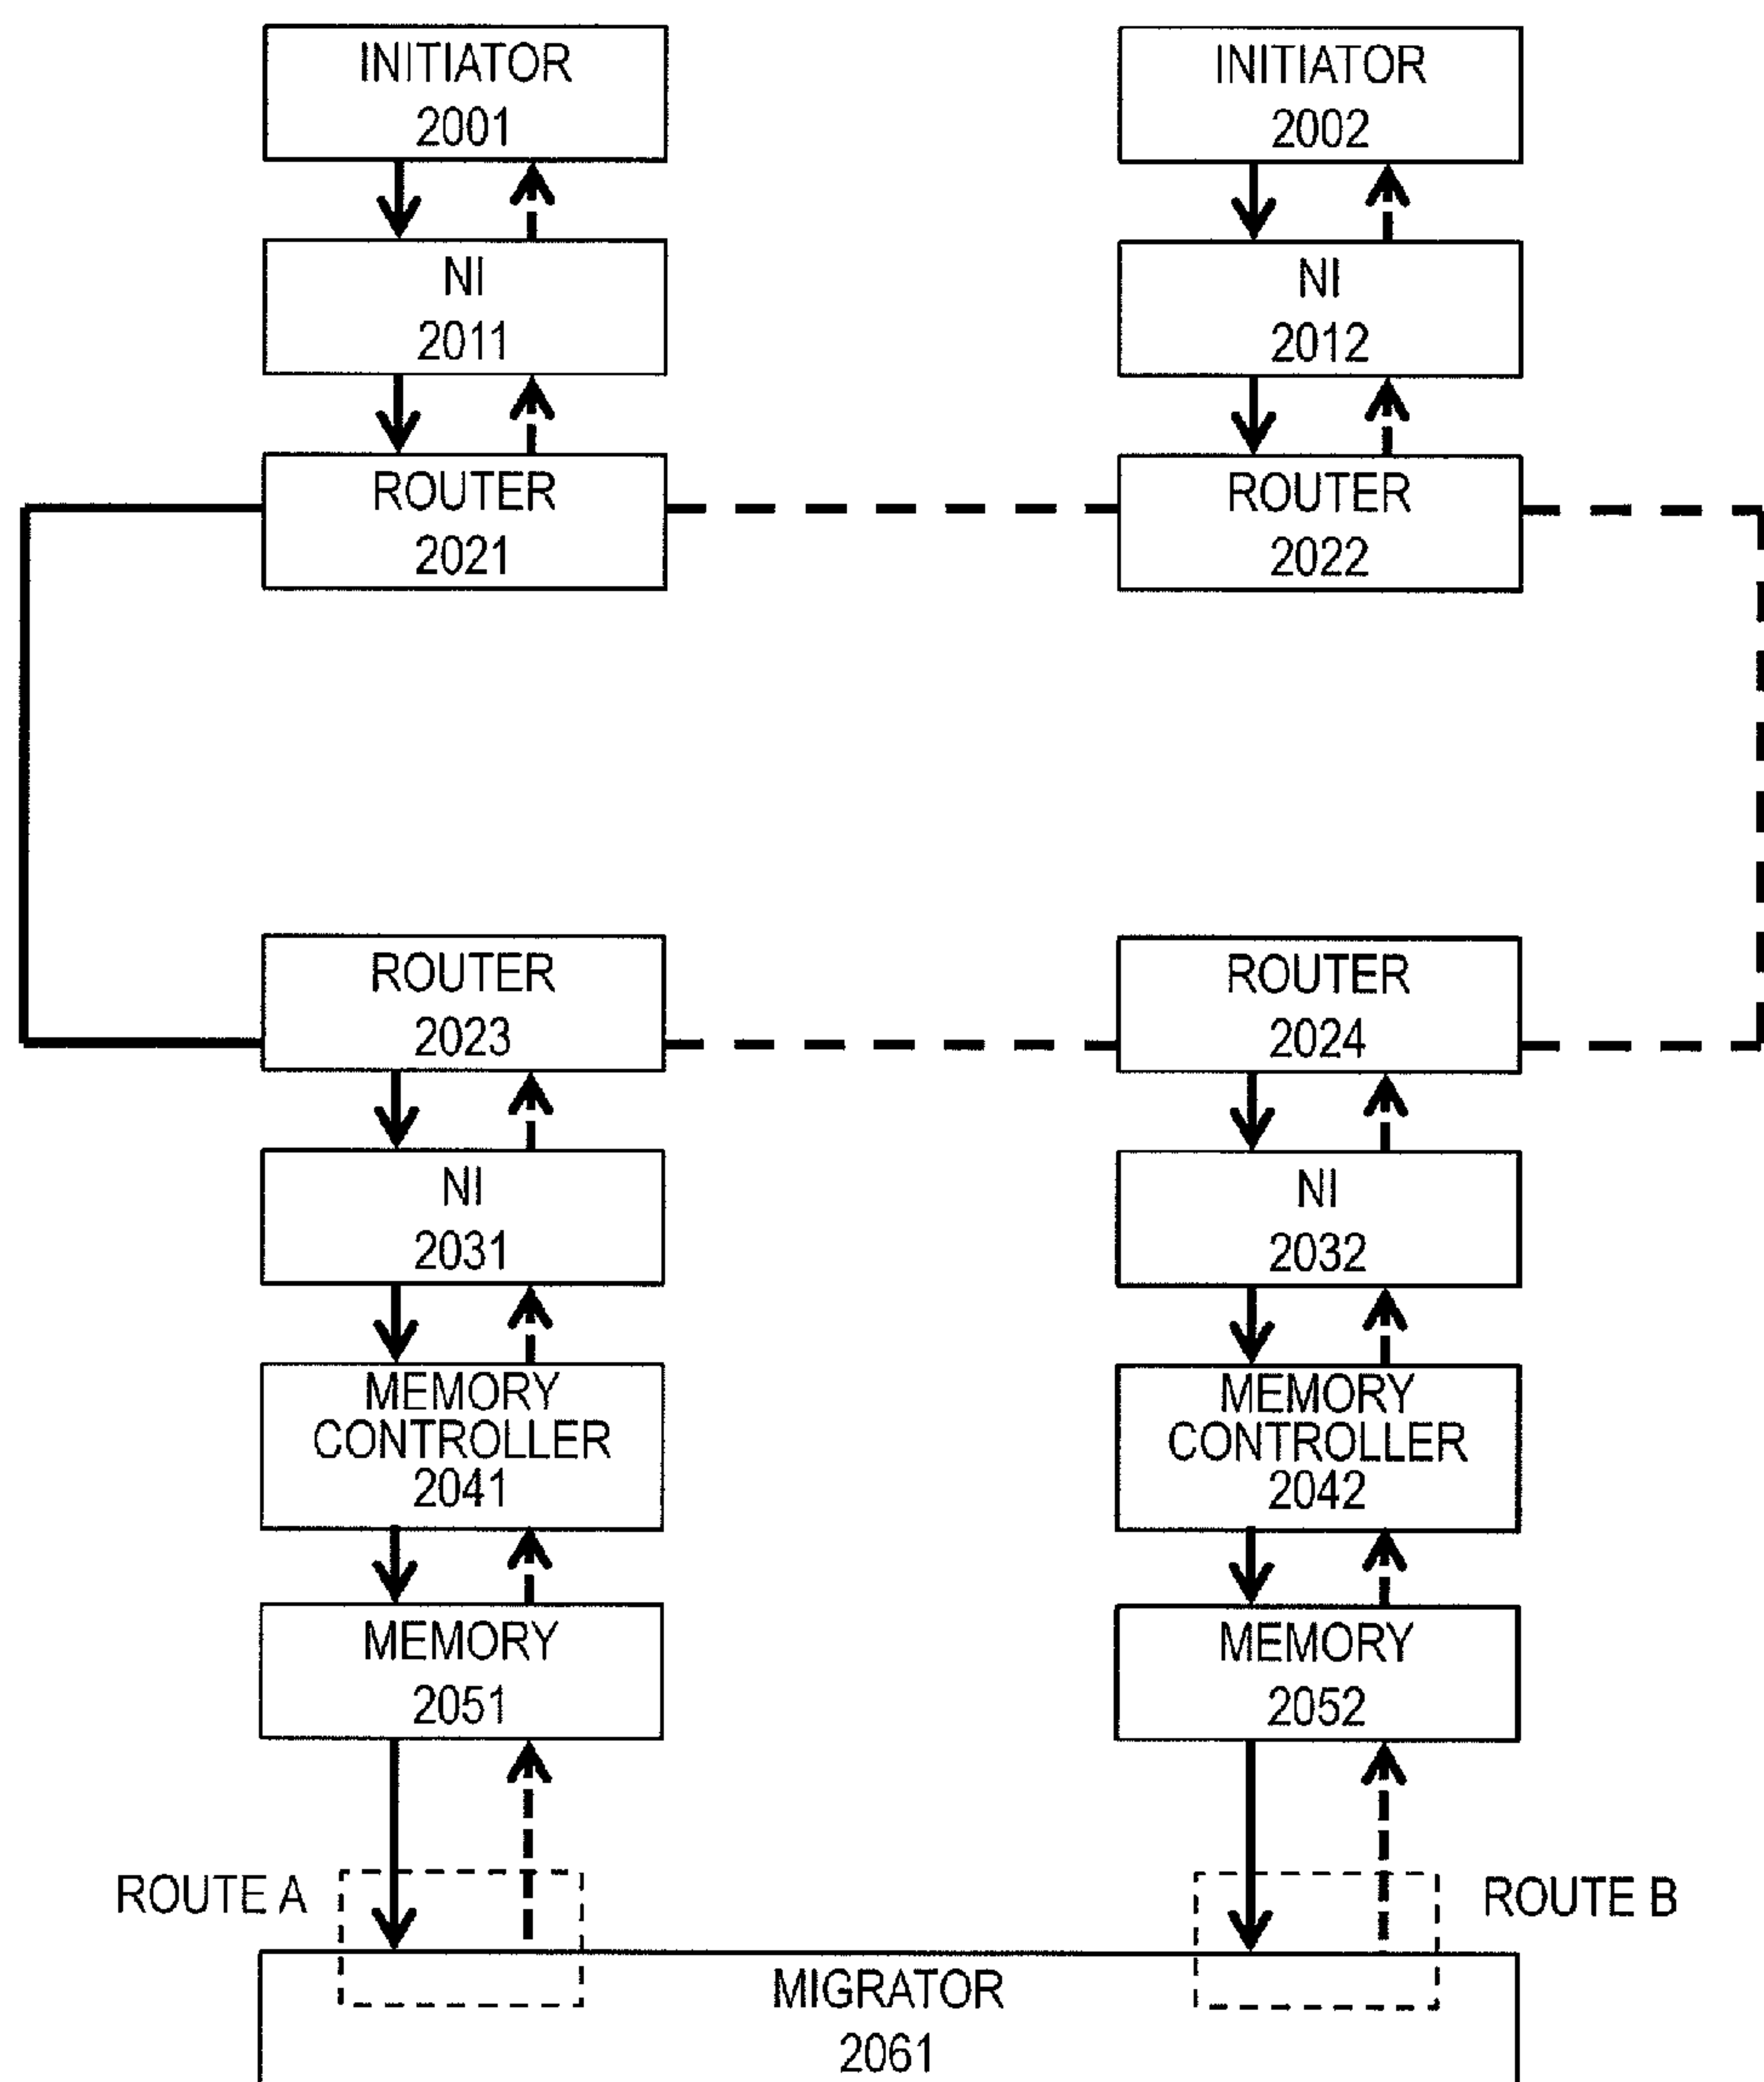 INITIATOR
2001
INITIATOR
2002
NI
2011
NI
2012
ROUTER
2021
ROUTER
2022
ROUTER
2023
ROUTER
2024
NI
2031
NI
2032
MEMORY
CONTROLLER
2041
MEMORY
CONTROLLER
2042
MEMORY
2051
MEMORY
2052
ROUTE A
ROUTE B
MIGRATOR
2061